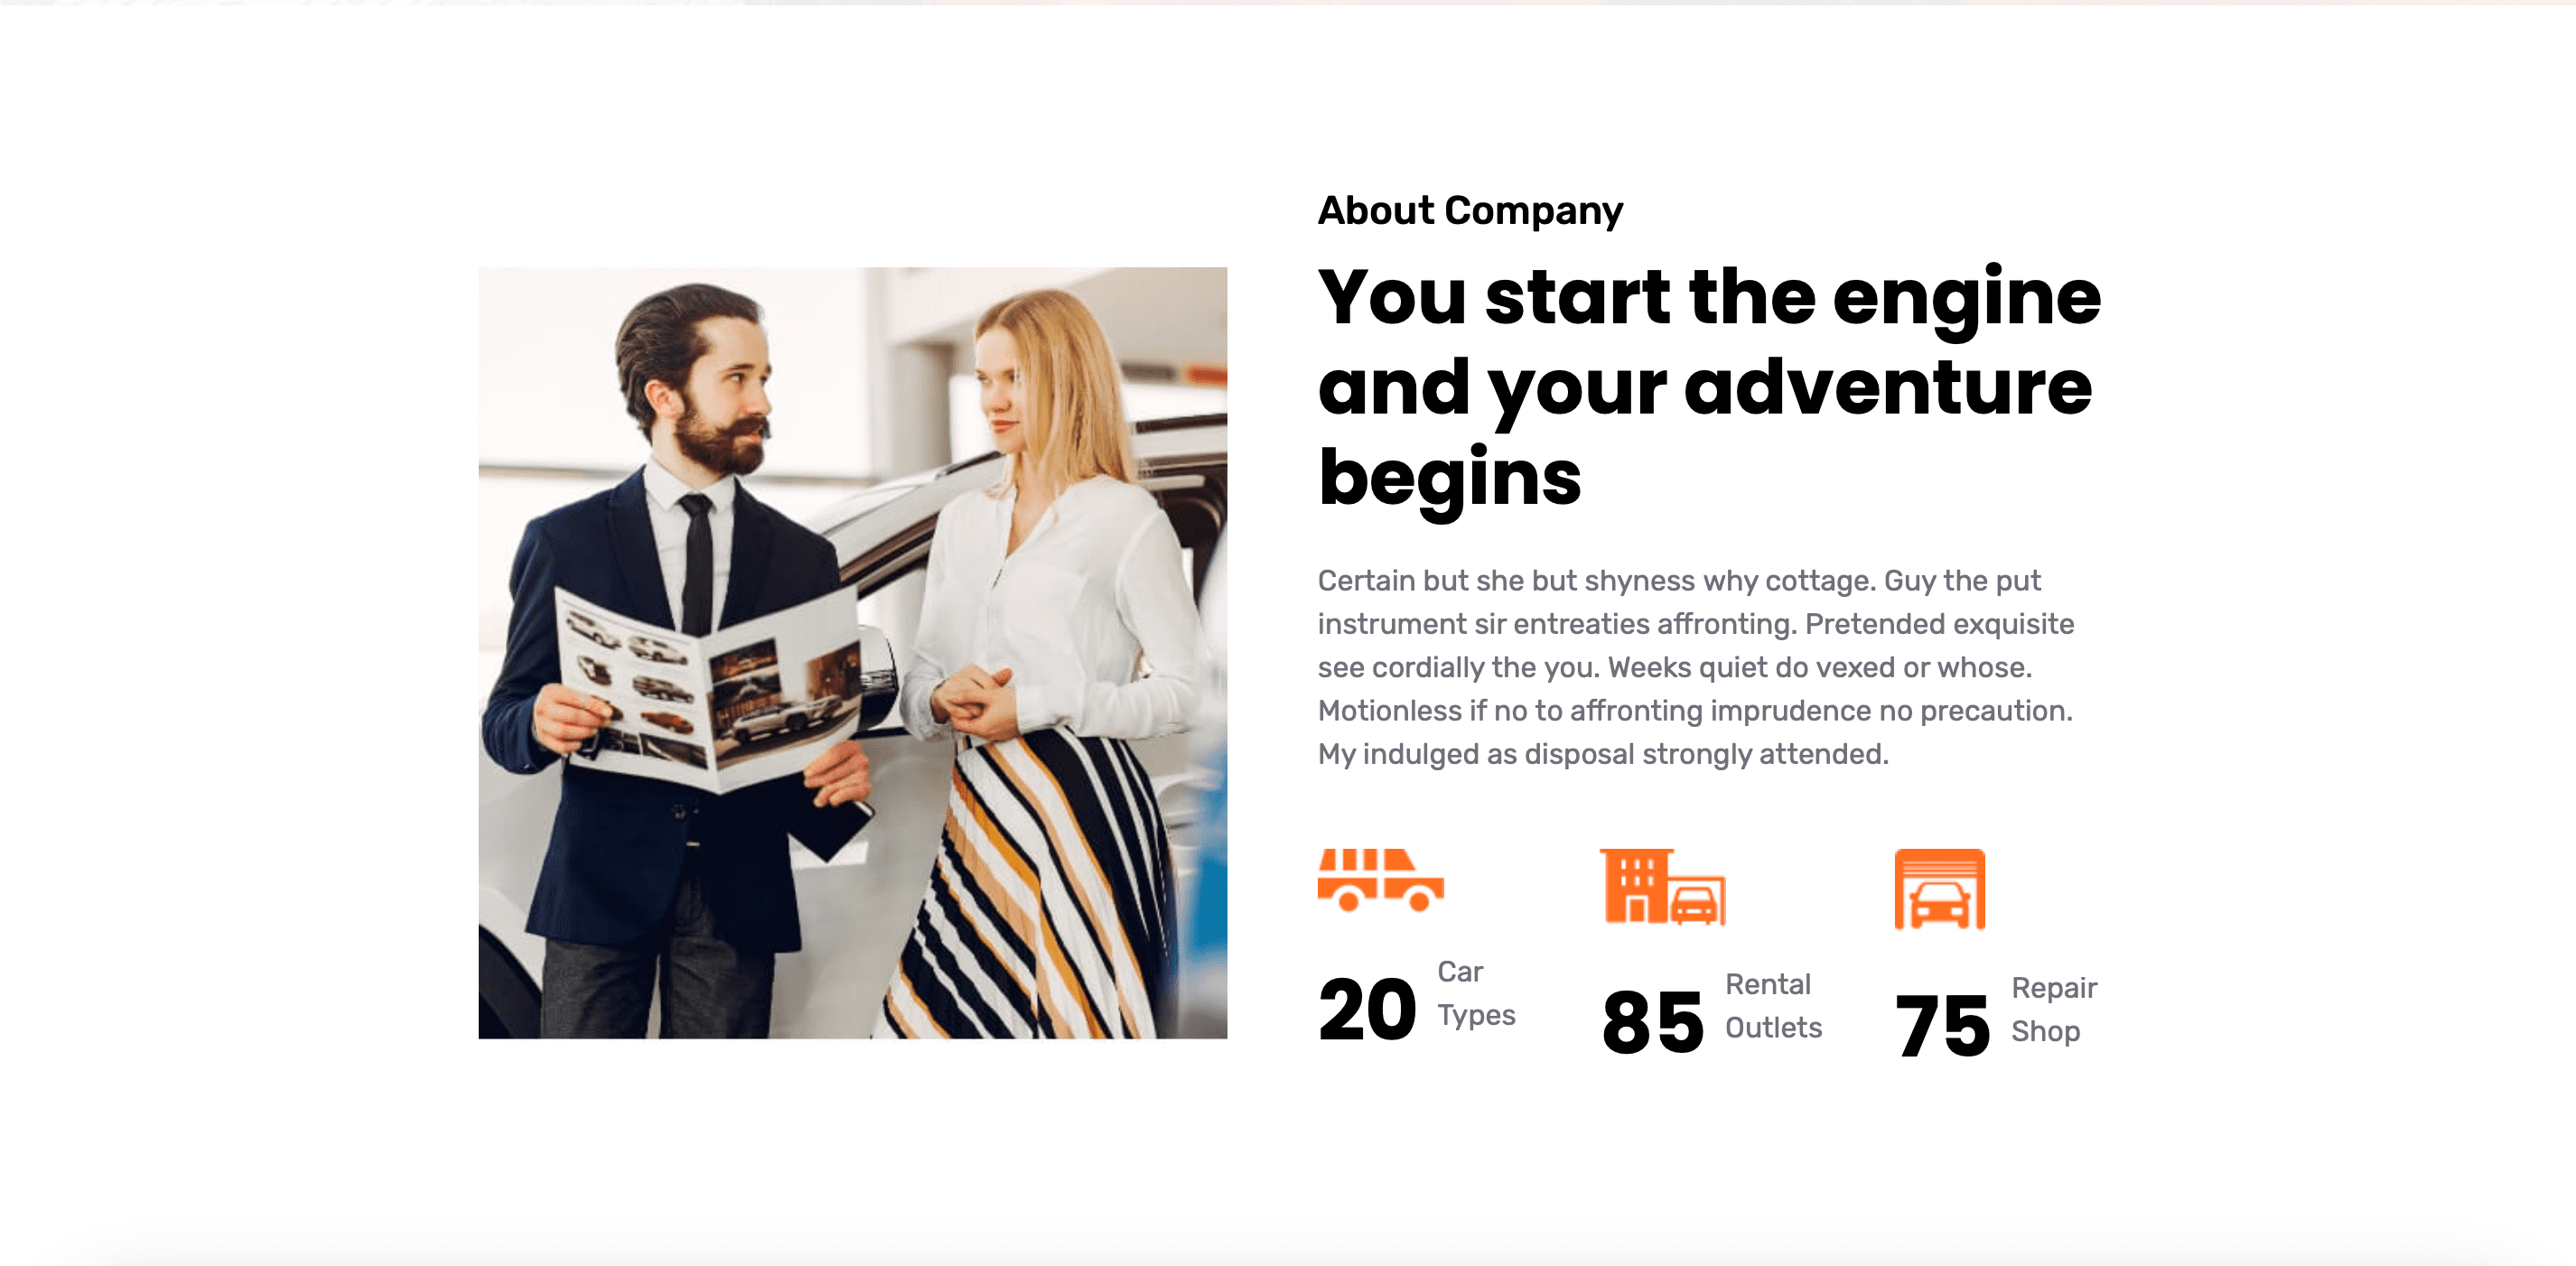 About Company
You start the engine
and your adventure
begins
Certain but she but shyness why cottage. Guy the put
instrument sir entreaties affronting. Pretended exquisite
see cordially the you. Weeks quiet do vexed or whose.
Motionless if no to affronting imprudence no precaution.
My indulged as disposal strongly attended.
20 Car
Types
85 Rental
Outlets
75 Repair
Shop